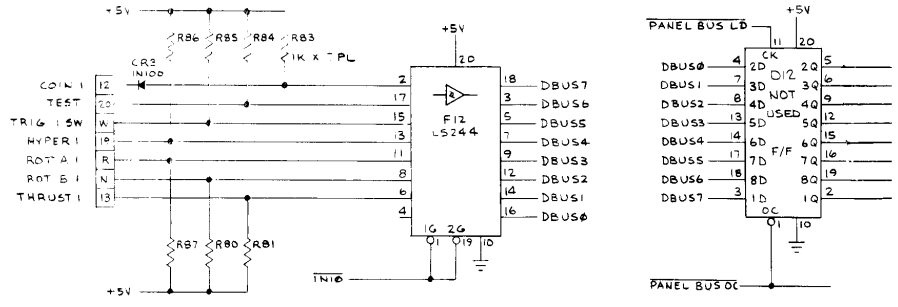 +5V
R86 R85 R84 R83
1K X TPL
CR3
IN100
COIN 1 12
TEST 20
TRIG 1 SW W
HYPER 1 19
ROT A 1 R
ROT B 1 N
THRUST 1 13
R87 R80 R81
+5V
+5V
20
2 18 DBUS7
17 3 DBUS6
15 5 DBUS5
13 7 DBUS4
11 9 DBUS3
8 12 DBUS2
6 14 DBUS1
4 16 DBUS0
F12
LS244
1G 2G
1 19 10
IN10
PANEL BUS LD
+5V
11 20
CK
DBUS0 4 2D 2Q 5
DBUS1 7 3D 3Q 6
DBUS2 8 4D 4Q 9
DBUS3 13 5D 5Q 12
DBUS4 14 6D 6Q 15
DBUS5 17 7D 7Q 16
DBUS6 18 8D 8Q 19
DBUS7 3 1D 1Q 2
D12
NOT
USED
F/F
OC
1 10
PANEL BUS OC